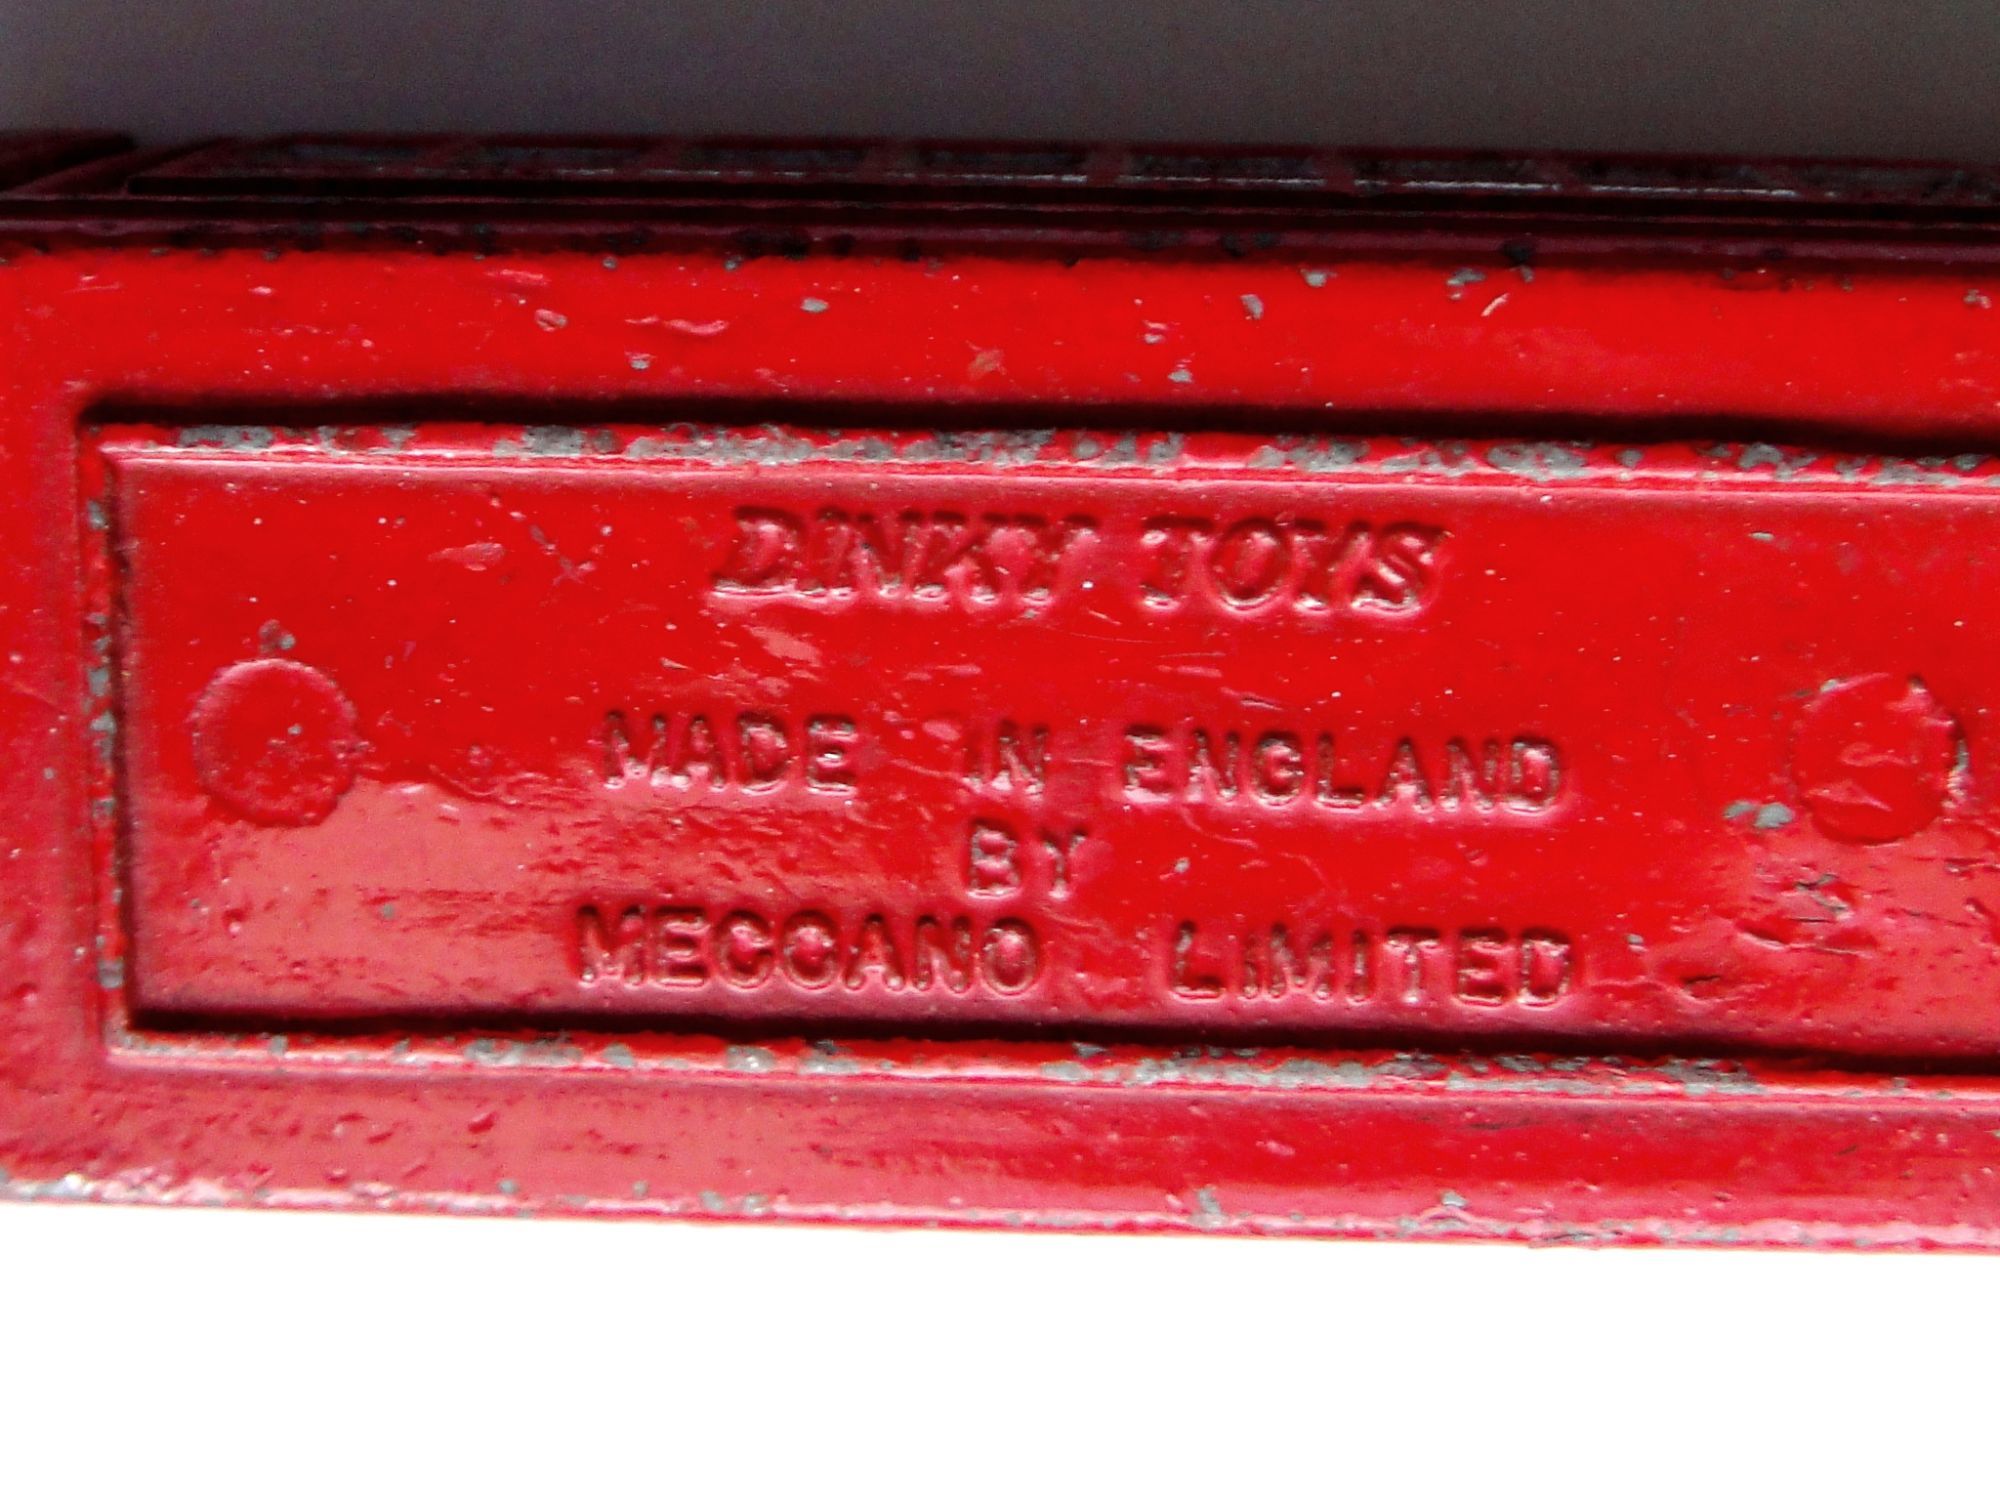 DINKY TOYS
MADE IN ENGLAND
BY
MECCANO LIMITED